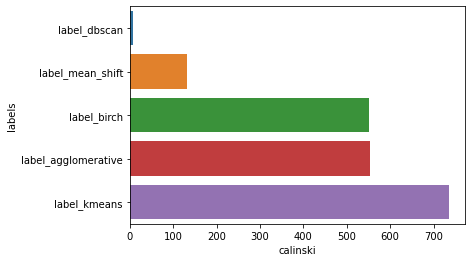 label_dbscan
label_mean_shift
label_birch
label_agglomerative
label_kmeans
labels
0 100 200 300 400 500 600 700
calinski